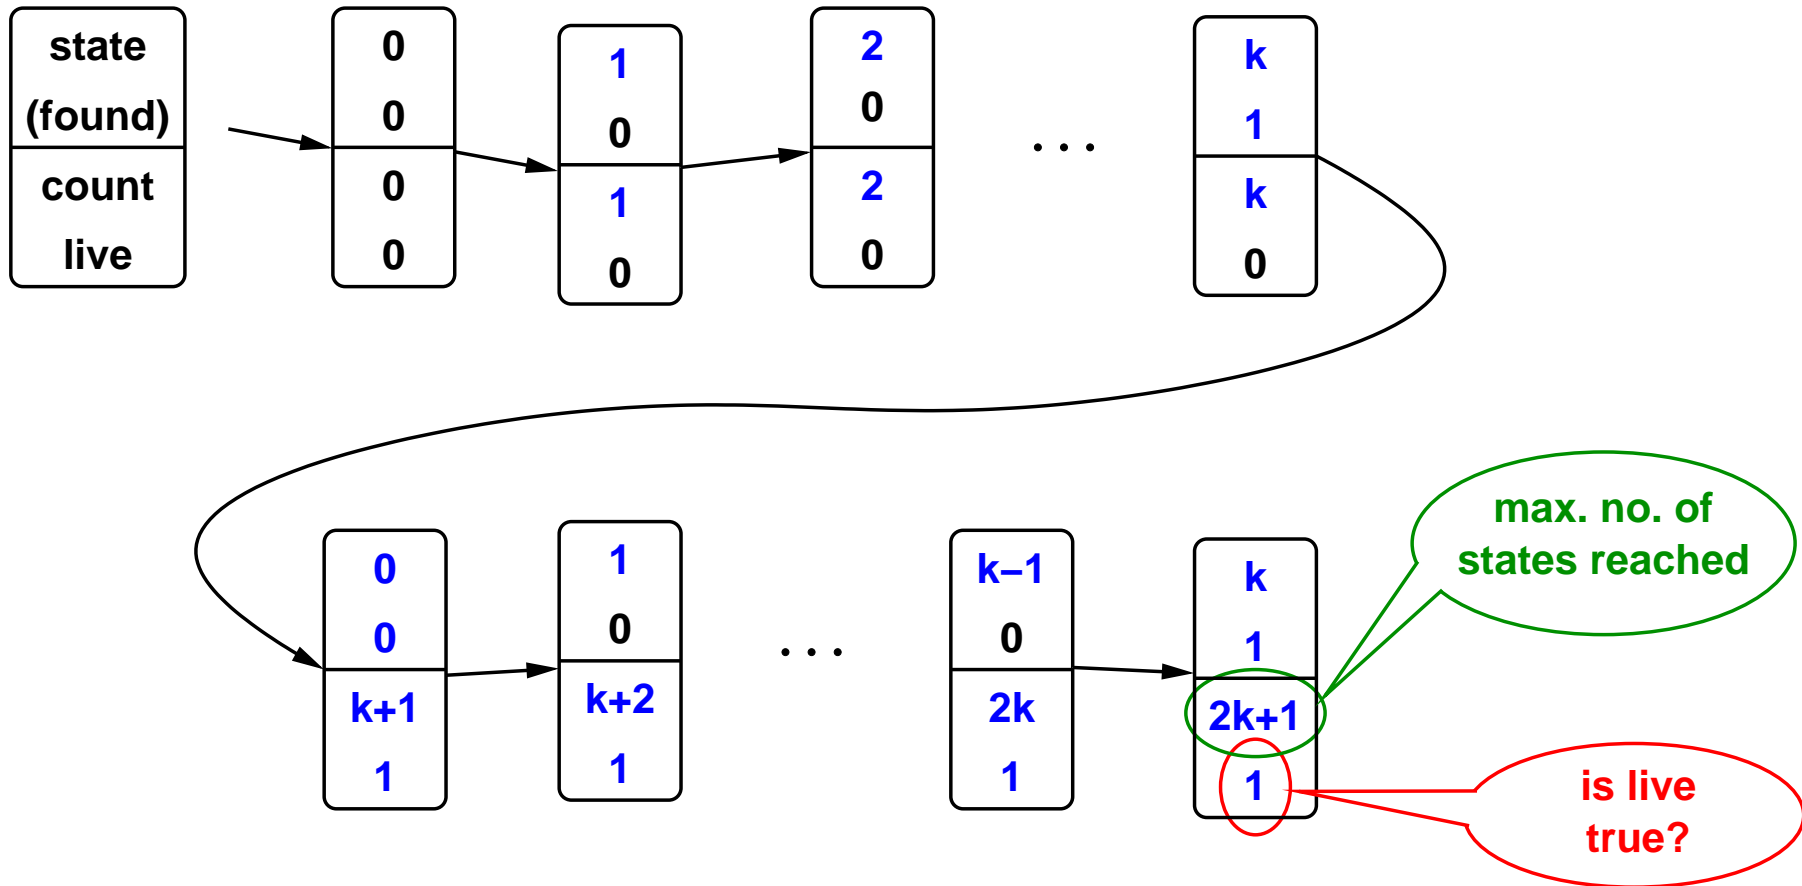 state
(found)
count
live
0
0
0
0
1
0
1
0
2
0
2
0
...
k
1
k
0
0
0
k+1
1
1
0
k+2
1
...
k–1
0
2k
1
k
1
2k+1
1
max. no. of
states reached
is live
true?